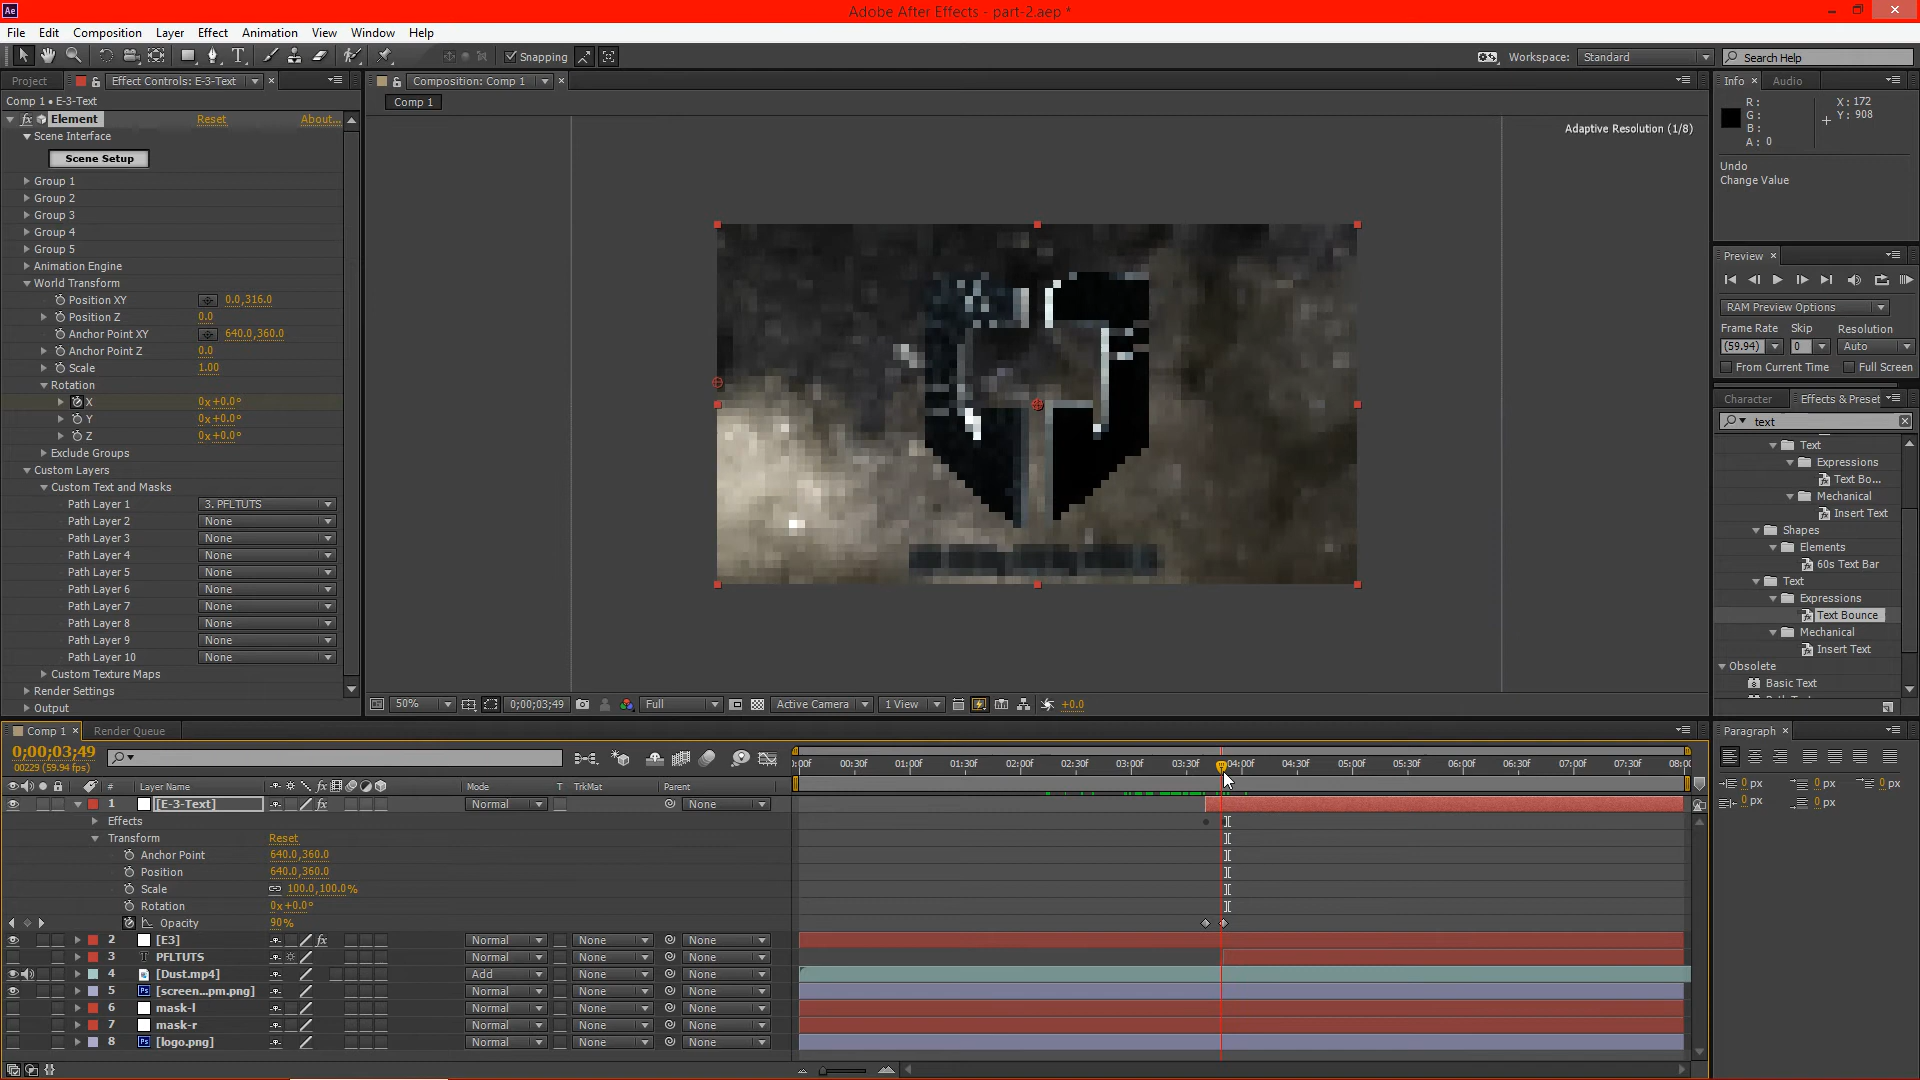 Ae
Adobe After Effects - part-2.aep *
File Edit Composition Layer Effect Animation View Window Help
T Snapping Workspace: Standard Search Help
Project Effect Controls: E-3-Text
Composition: Comp 1
Info Audio
Comp 1 • E-3-Text
Comp 1
fx Element Reset About...
Scene Interface
Scene Setup
Group 1
Group 2
Group 3
Group 4
Group 5
Animation Engine
World Transform
Position XY 0.0,316.0
Position Z 0.0
Anchor Point XY 640.0,360.0
Anchor Point Z 0.0
Scale 1.00
Rotation
X 0x+0.0°
Y 0x+0.0°
Z 0x+0.0°
Exclude Groups
Custom Layers
Custom Text and Masks
Path Layer 1 3. PFLTUTS
Path Layer 2 None
Path Layer 3 None
Path Layer 4 None
Path Layer 5 None
Path Layer 6 None
Path Layer 7 None
Path Layer 8 None
Path Layer 9 None
Path Layer 10 None
Custom Texture Maps
Render Settings
Output
Adaptive Resolution (1/8)
50% 0;00;03;49 Full Active Camera 1 View +0.0
R:
G:
B:
A: 0
X: 172
Y: 908
Undo
Change Value
Preview
RAM Preview Options
Frame Rate Skip Resolution
(59.94) 0 Auto
From Current Time Full Screen
Character Effects & Preset
text
Text
Expressions
Text Bo...
Mechanical
Insert Text
Shapes
Elements
60s Text Bar
Text
Expressions
Text Bounce
Mechanical
Insert Text
Obsolete
Basic Text
Comp 1 Render Queue
0;00;03;49
00229 (59.94 fps)
# Layer Name fx Mode T TrkMat Parent
:00f 00:30f 01:00f 01:30f 02:00f 02:30f 03:00f 03:30f 04:00f 04:30f 05:00f 05:30f 06:00f 06:30f 07:00f 07:30f 08:00f
1 [E-3-Text] fx Normal None
Effects
Transform Reset
Anchor Point 640.0,360.0
Position 640.0,360.0
Scale 100.0,100.0%
Rotation 0x+0.0°
Opacity 90%
2 [E3] fx Normal None None
3 T PFLTUTS Normal None None
4 [Dust.mp4] Add None None
5 Ps [screen...pm.png] Normal None None
6 mask-l Normal None None
7 mask-r Normal None None
8 Ps [logo.png] Normal None None
Paragraph
0 px 0 px 0 px
0 px 0 px